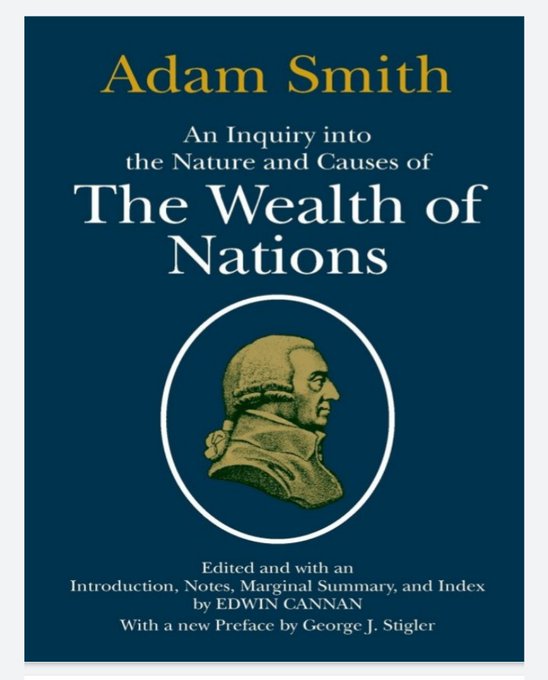 Adam Smith
An Inquiry into
the Nature and Causes of
The Wealth of
Nations
Edited and with an
Introduction, Notes, Marginal Summary, and Index
by EDWIN CANNAN
With a new Preface by George J. Stigler